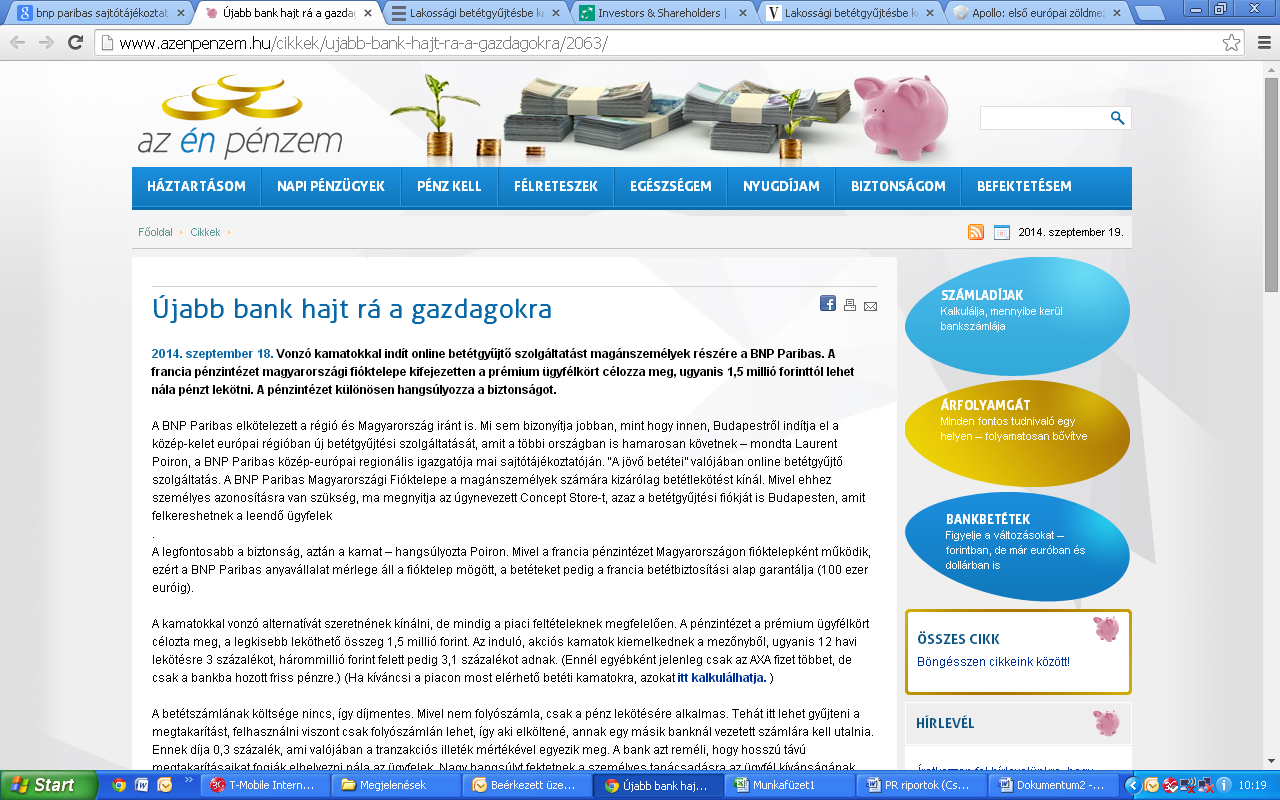 bnp paribas sajtótájékoztat
Újabb bank hajt rá a gazdag
Lakossági betétgyűjtésbe k
Investors & Shareholders |
Lakossági betétgyűjtésbe k
Apollo: első európai zöldmez
www.azenpenzem.hu/cikkek/ujabb-bank-hajt-ra-a-gazdagokra/2063/
az én pénzem
HÁZTARTÁSOM NAPI PÉNZÜGYEK PÉNZ KELL FÉLRETESZEK EGÉSZSÉGEM NYUGDÍJAM BIZTONSÁGOM BEFEKTETÉSEM
Főoldal Cikkek
2014. szeptember 19.
Újabb bank hajt rá a gazdagokra
2014. szeptember 18. Vonzó kamatokkal indít online betétgyűjtő szolgáltatást magánszemélyek részére a BNP Paribas. A
francia pénzintézet magyarországi fióktelepe kifejezetten a prémium ügyfélkört célozza meg, ugyanis 1,5 millió forinttól lehet
nála pénzt lekötni. A pénzintézet különösen hangsúlyozza a biztonságot.
A BNP Paribas elkötelezett a régió és Magyarország iránt is. Mi sem bizonyítja jobban, mint hogy innen, Budapestről indítja el a
közép-kelet európai régióban új betétgyűjtési szolgáltatását, amit a többi országban is hamarosan követnek – mondta Laurent
Poiron, a BNP Paribas közép-európai regionális igazgatója mai sajtótájékoztatóján. "A jövő betétei" valójában online betétgyűjtő
szolgáltatás. A BNP Paribas Magyarországi Fióktelepe a magánszemélyek számára kizárólag betétlekötést kínál. Mivel ehhez
személyes azonosításra van szükség, ma megnyitja az úgynevezett Concept Store-t, azaz a betétgyűjtési fiókját is Budapesten, amit
felkereshetnek a leendő ügyfelek
.
A legfontosabb a biztonság, aztán a kamat – hangsúlyozta Poiron. Mivel a francia pénzintézet Magyarországon fióktelepként működik,
ezért a BNP Paribas anyavállalat tömege áll a fióktelep mögött, a betéteket pedig a francia betétbiztosítási alap garantálja (100 ezer
euróig).
A kamatokkal vonzó alternatívát szeretnének kínálni, de mindig a piaci feltételeknek megfelelően. A pénzintézet a prémium ügyfélkört
célozta meg, a legkisebb leköthető összeg 1,5 millió forint. Az induló, akciós kamatok kiemelkednek a mezőnyből, ugyanis 12 havi
lekötésre 3 százalékot, hárommillió forint felett pedig 3,1 százalékot adnak. (Ennél egyébként jelenleg csak az AXA fizet többet, de
csak a bankba hozott friss pénzre.) (Ha kíváncsi a piacon most elérhető betéti kamatokra, azokat itt kalkulálhatja. )
A betétszámlának költsége nincs, így díjmentes. Mivel nem folyószámla, csak a pénz lekötésére alkalmas. Tehát itt lehet gyűjteni a
megtakarítást, felhasználni viszont csak folyószámlán lehet, így aki elköltené, annak egy másik banknál vezetett számlára kell utalnia.
Ennek díja 0,3 százalék, ami valójában a tranzakciós illeték mértékével egyezik meg. A bank azt reméli, hogy hosszú távú
megtakarításaikat fogják elhelyezni nála az ügyfelek. Nagy hangsúlyt fektetnek a személyes tanácsadásra az ügyfél kívánságának
SZÁMLADÍJAK
Kalkulálja, mennyibe kerül
bankszámlája
ÁRFOLYAMGÁT
Minden fontos tudnivaló egy
helyen – folyamatosan bővítve
BANKBETÉTEK
Figyelje a változásokat –
forintban, de már euróban és
dollárban is
ÖSSZES CIKK
Böngésszen cikkeink között!
HÍRLEVÉL
Start
T-Mobile Intern...
Megjelenések
Beérkezett üze...
Újabb bank haj...
Munkafüzet1
PR riportok (Cs...
Dokumentum2 -...
10:19